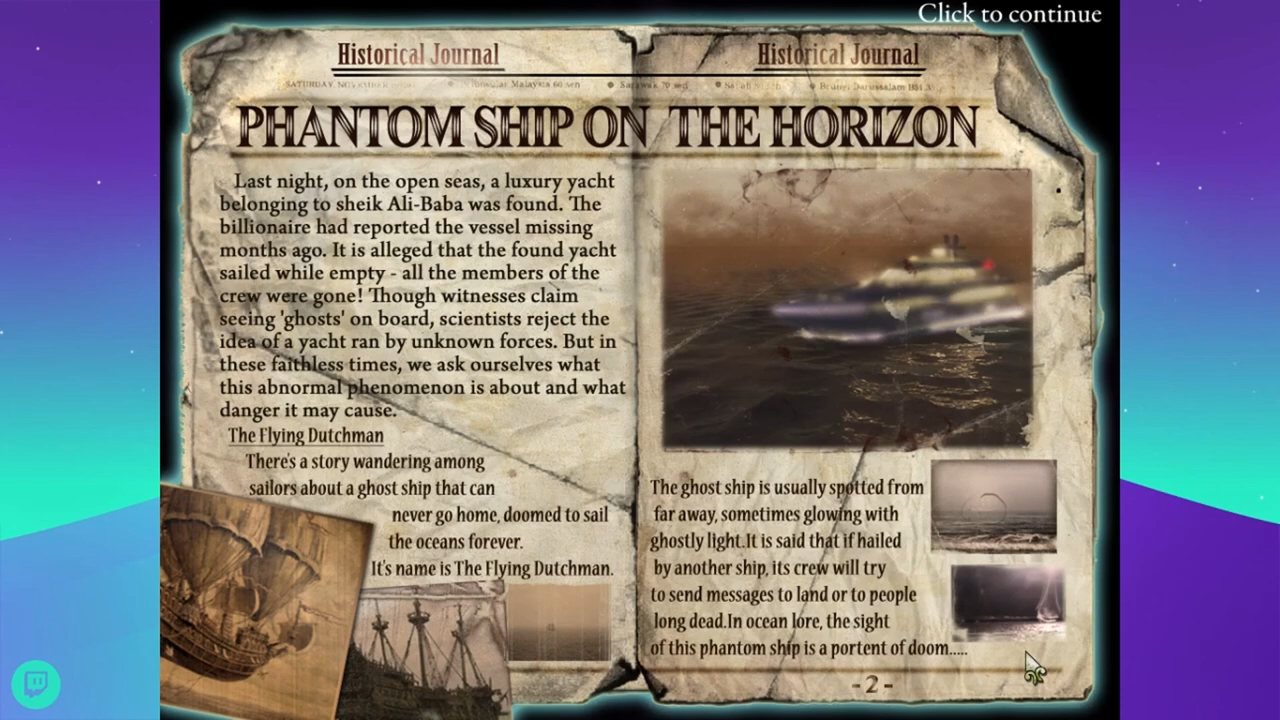 Click to continue
Historical Journal
Historical Journal
Malaysia 60 sen Sarawak 70 sen Brunei Darussalam
PHANTOM SHIP ON THE HORIZON
Last night, on the open seas, a luxury yacht
belonging to sheik Ali-Baba was found. The
billionaire had reported the vessel missing
months ago. It is alleged that the found yacht
sailed while empty - all the members of the
crew were gone! Though witnesses claim
seeing 'ghosts' on board, scientists reject the
idea of a yacht ran by unknown forces. But in
these faithless times, we ask ourselves what
this abnormal phenomenon is about and what
danger it may cause.
The Flying Dutchman
There's a story wandering among
sailors about a ghost ship that can
never go home, doomed to sail
the oceans forever.
It's name is The Flying Dutchman.
The ghost ship is usually spotted from
far away, sometimes glowing with
ghostly light.It is said that if hailed
by another ship, its crew will try
to send messages to land or to people
long dead.In ocean lore, the sight
of this phantom ship is a portent of doom.....
- 2 -